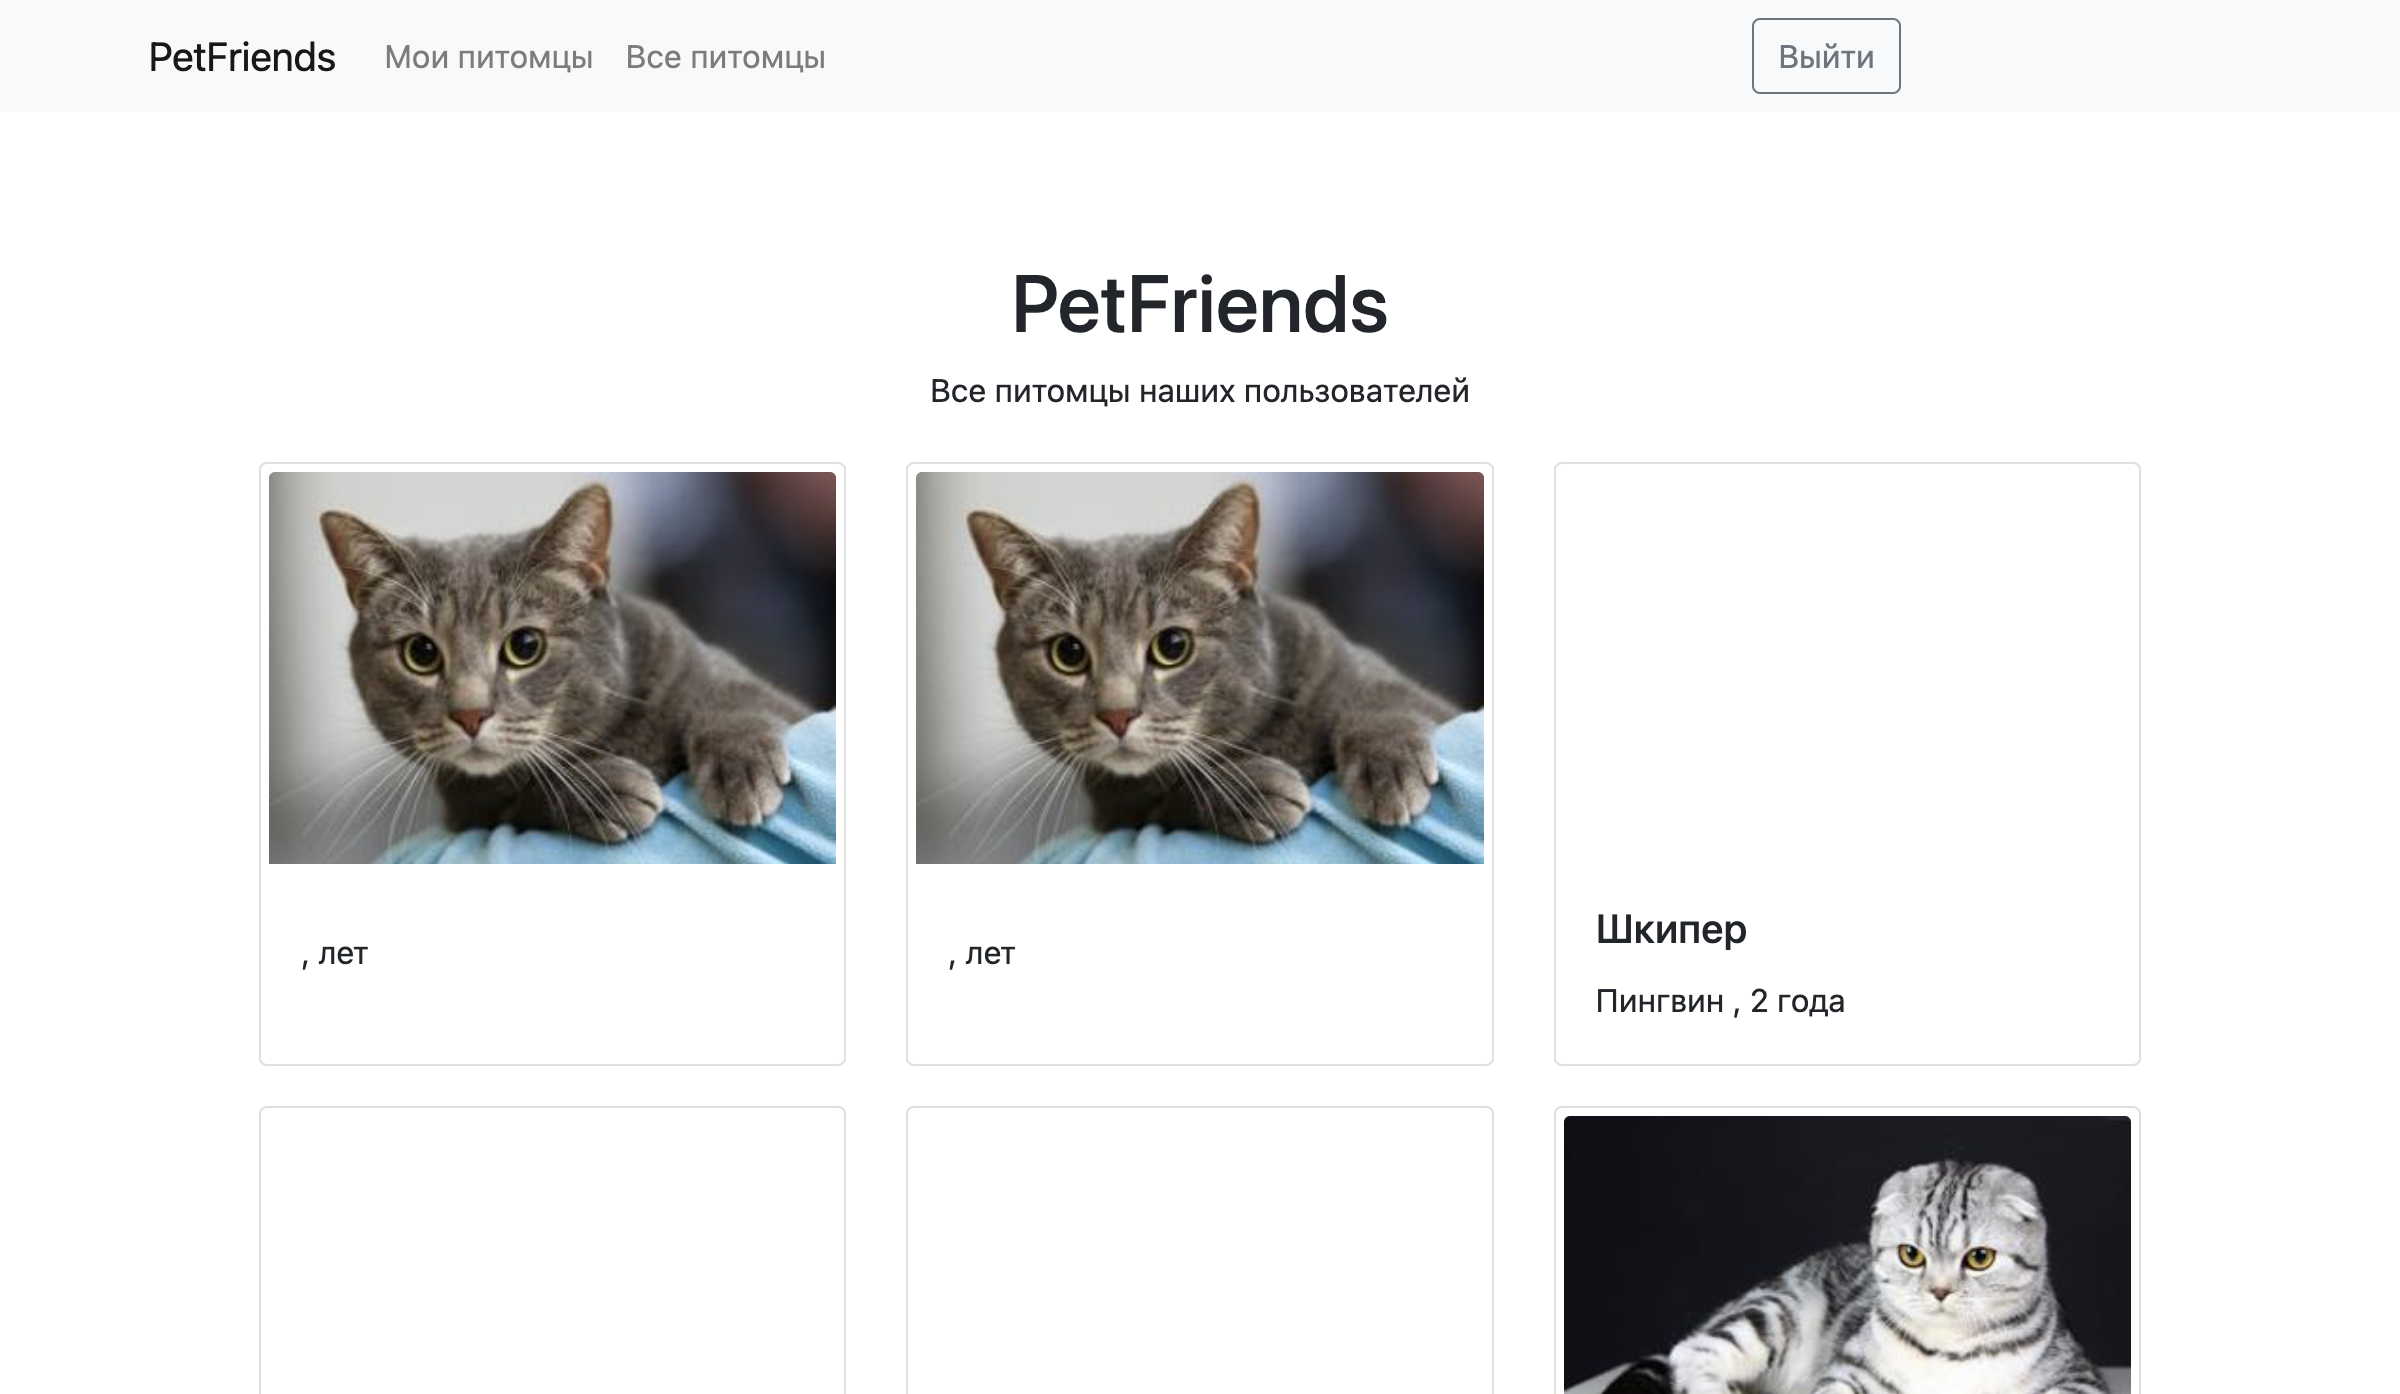 PetFriends Мои питомцы Все питомцы Выйти
PetFriends
Все питомцы наших пользователей
, лет
, лет
Шкипер
Пингвин , 2 года